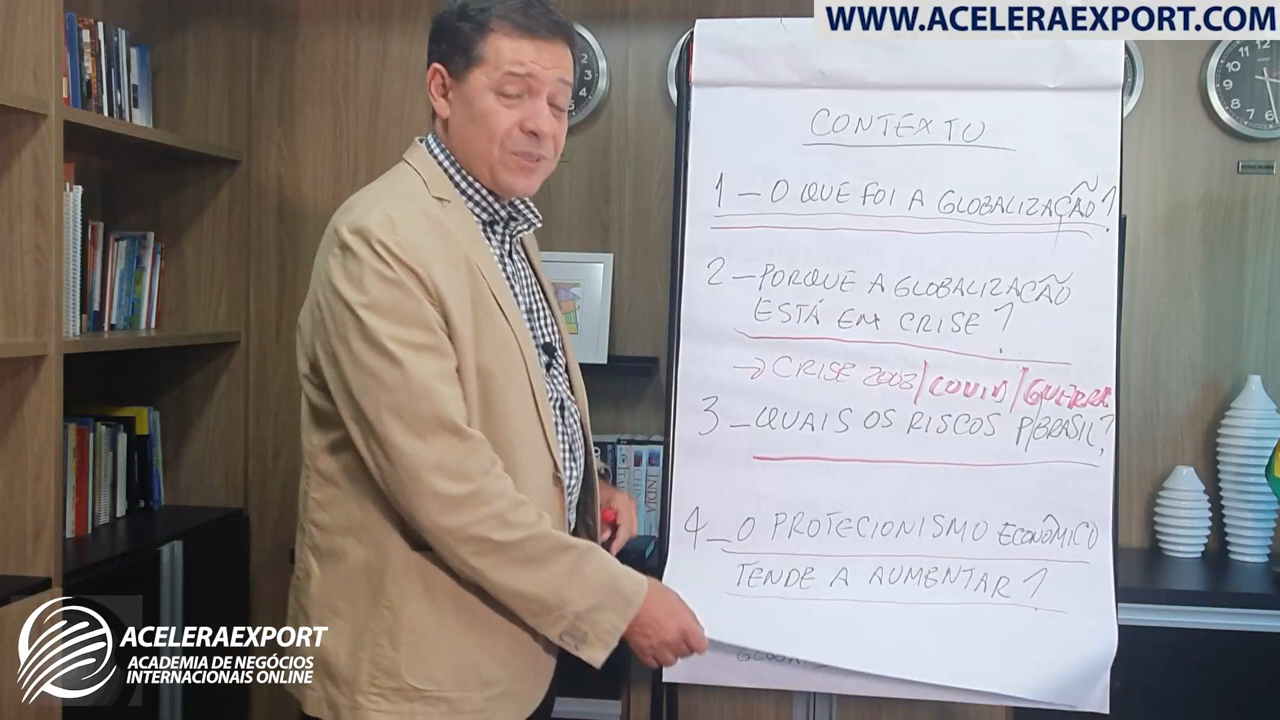 WWW.ACELERAEXPORT.COM
CONTEXTO
1 - O QUE FOI A GLOBALIZAÇÃO?
2 - PORQUE A GLOBALIZAÇÃO
ESTÁ EM CRISE?
→ CRISE 2008/COVID/GUERRA
3 - QUAIS OS RISCOS P/BRASIL?
4 - O PROTECIONISMO ECONÔMICO
TENDE A AUMENTAR?
INDIA
ACELERAEXPORT
ACADEMIA DE NEGÓCIOS
INTERNACIONAIS ONLINE